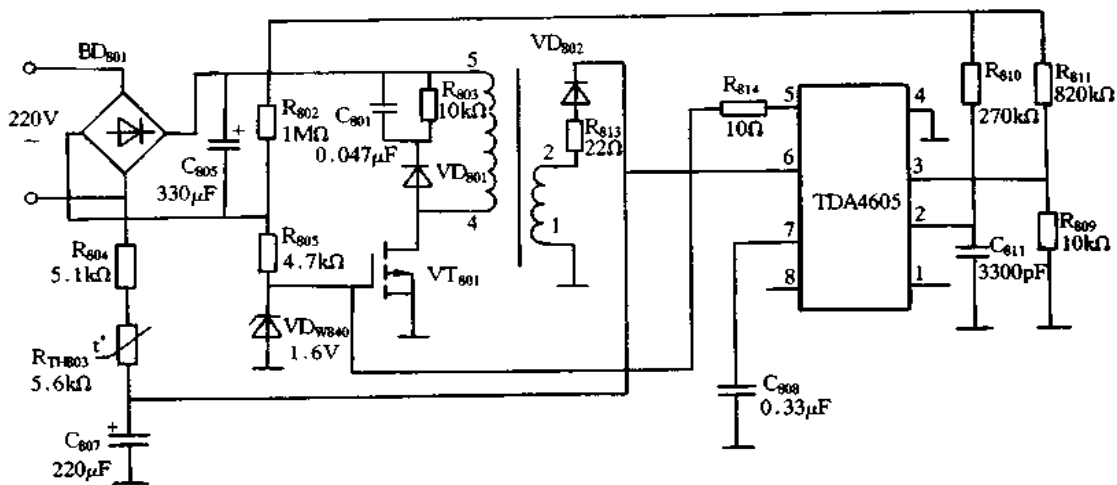 BD₈₀₁
220V
~
C₈₀₅
330μF
+
R₈₀₂
1MΩ
C₈₀₁
0.047μF
R₈₀₃
10kΩ
VD₈₀₁
5
4
VD₈₀₂
R₈₁₃
22Ω
2
1
R₈₁₄
10Ω
5
6
7
8
TDA4605
4
3
2
1
R₈₁₀
270kΩ
R₈₁₁
820kΩ
R₈₀₉
10kΩ
C₈₁₁
3300pF
R₈₀₄
5.1kΩ
R₈₀₅
4.7kΩ
VT₈₀₁
VD_W840
1.6V
t°
R_TH803
5.6kΩ
+
C₈₀₇
220μF
C₈₀₈
0.33μF